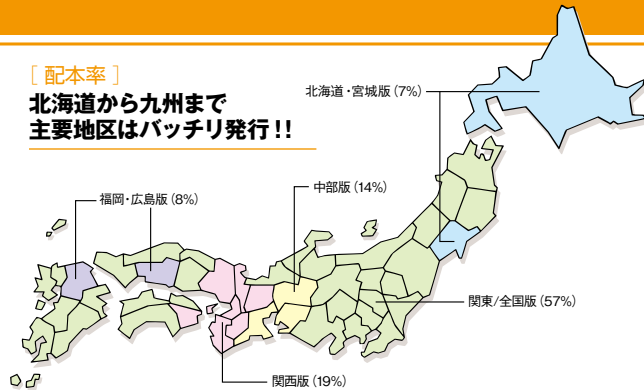 ［配本率］
北海道から九州まで
主要地区はバッチリ発行!!
北海道・宮城版（7%）
中部版（14%）
福岡・広島版（8%）
関東/全国版（57%）
関西版（19%）